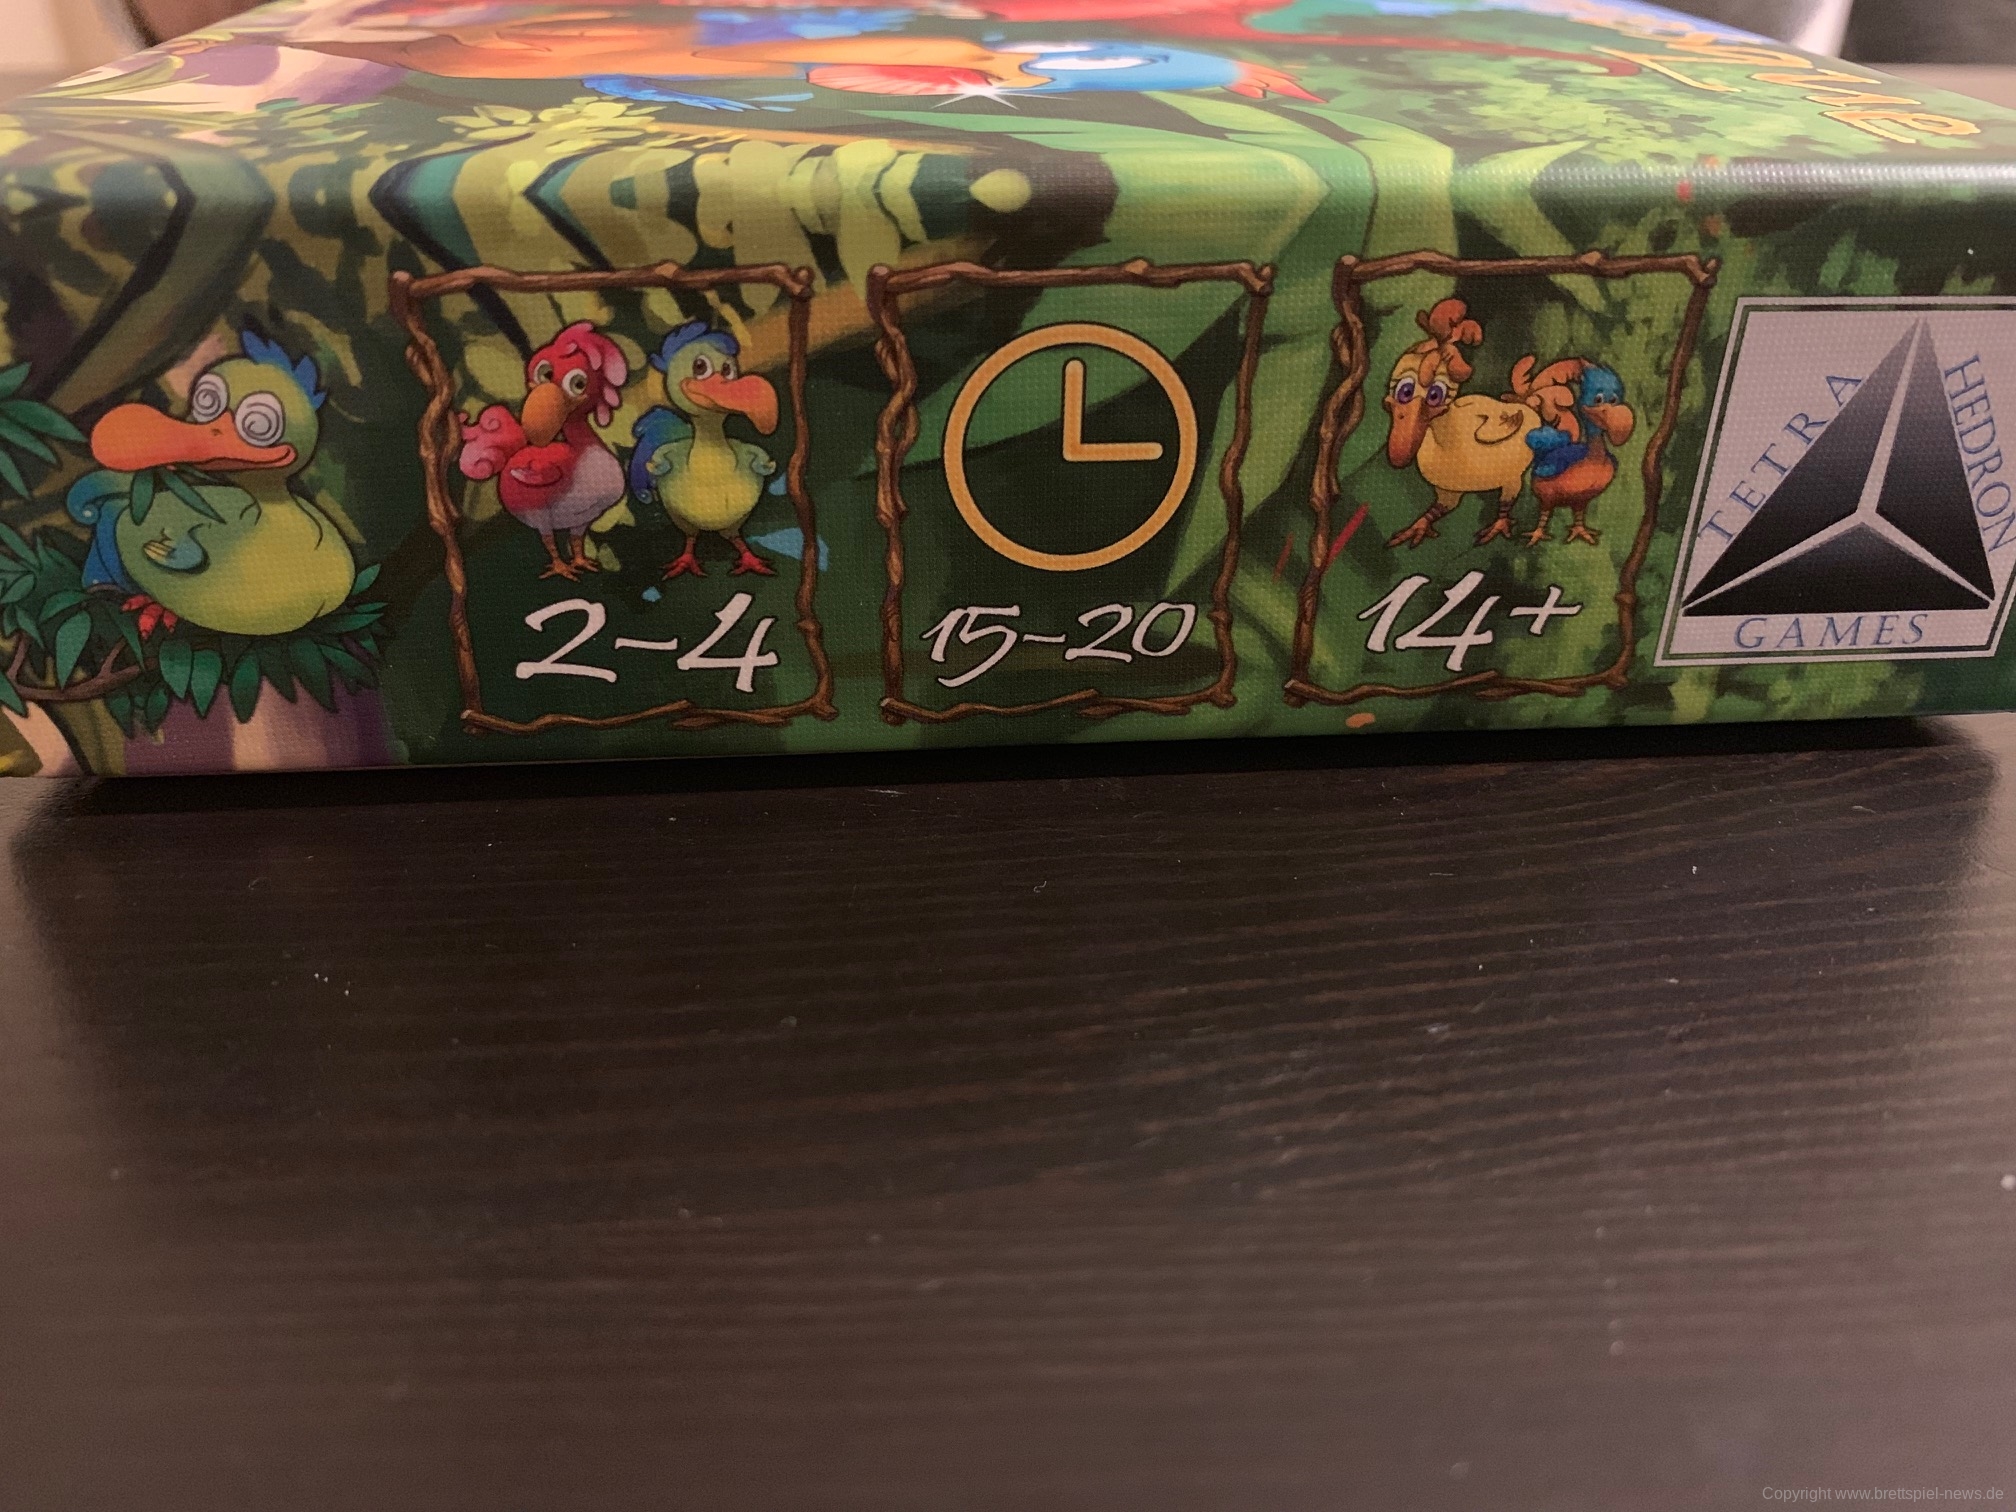 2-4
15-20
14+
TETRA
HEDRON
GAMES
Copyright www.brettspiel-news.de